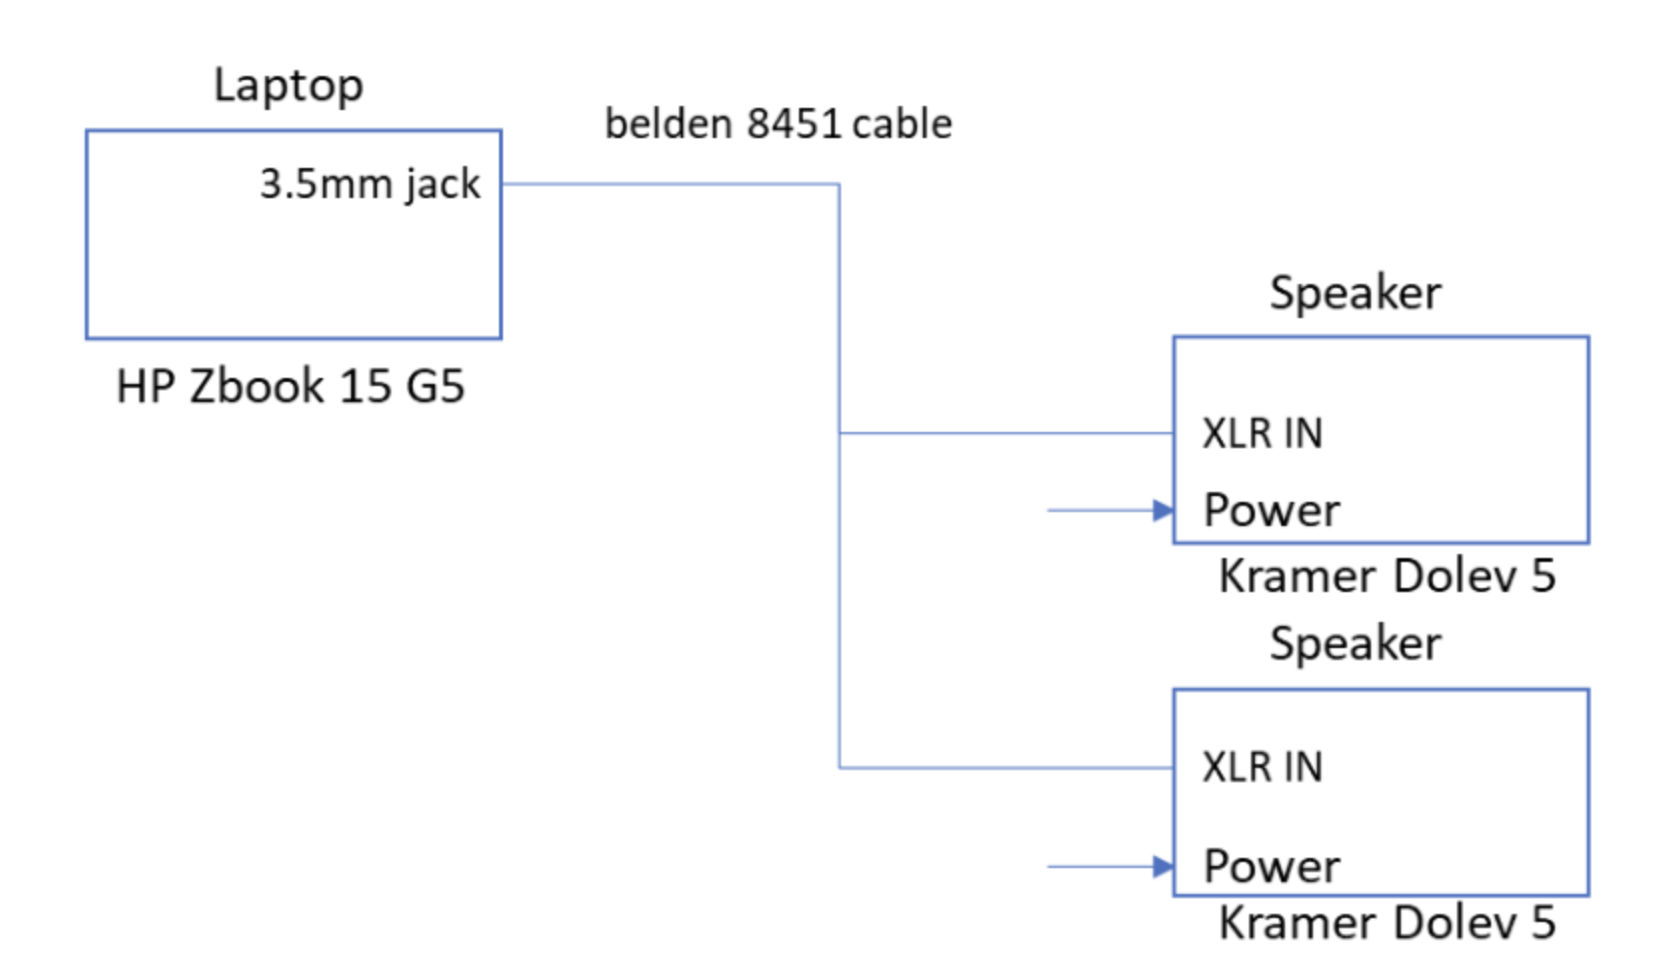 Laptop
belden 8451 cable
3.5mm jack
HP Zbook 15 G5
Speaker
XLR IN
Power
Kramer Dolev 5
Speaker
XLR IN
Power
Kramer Dolev 5